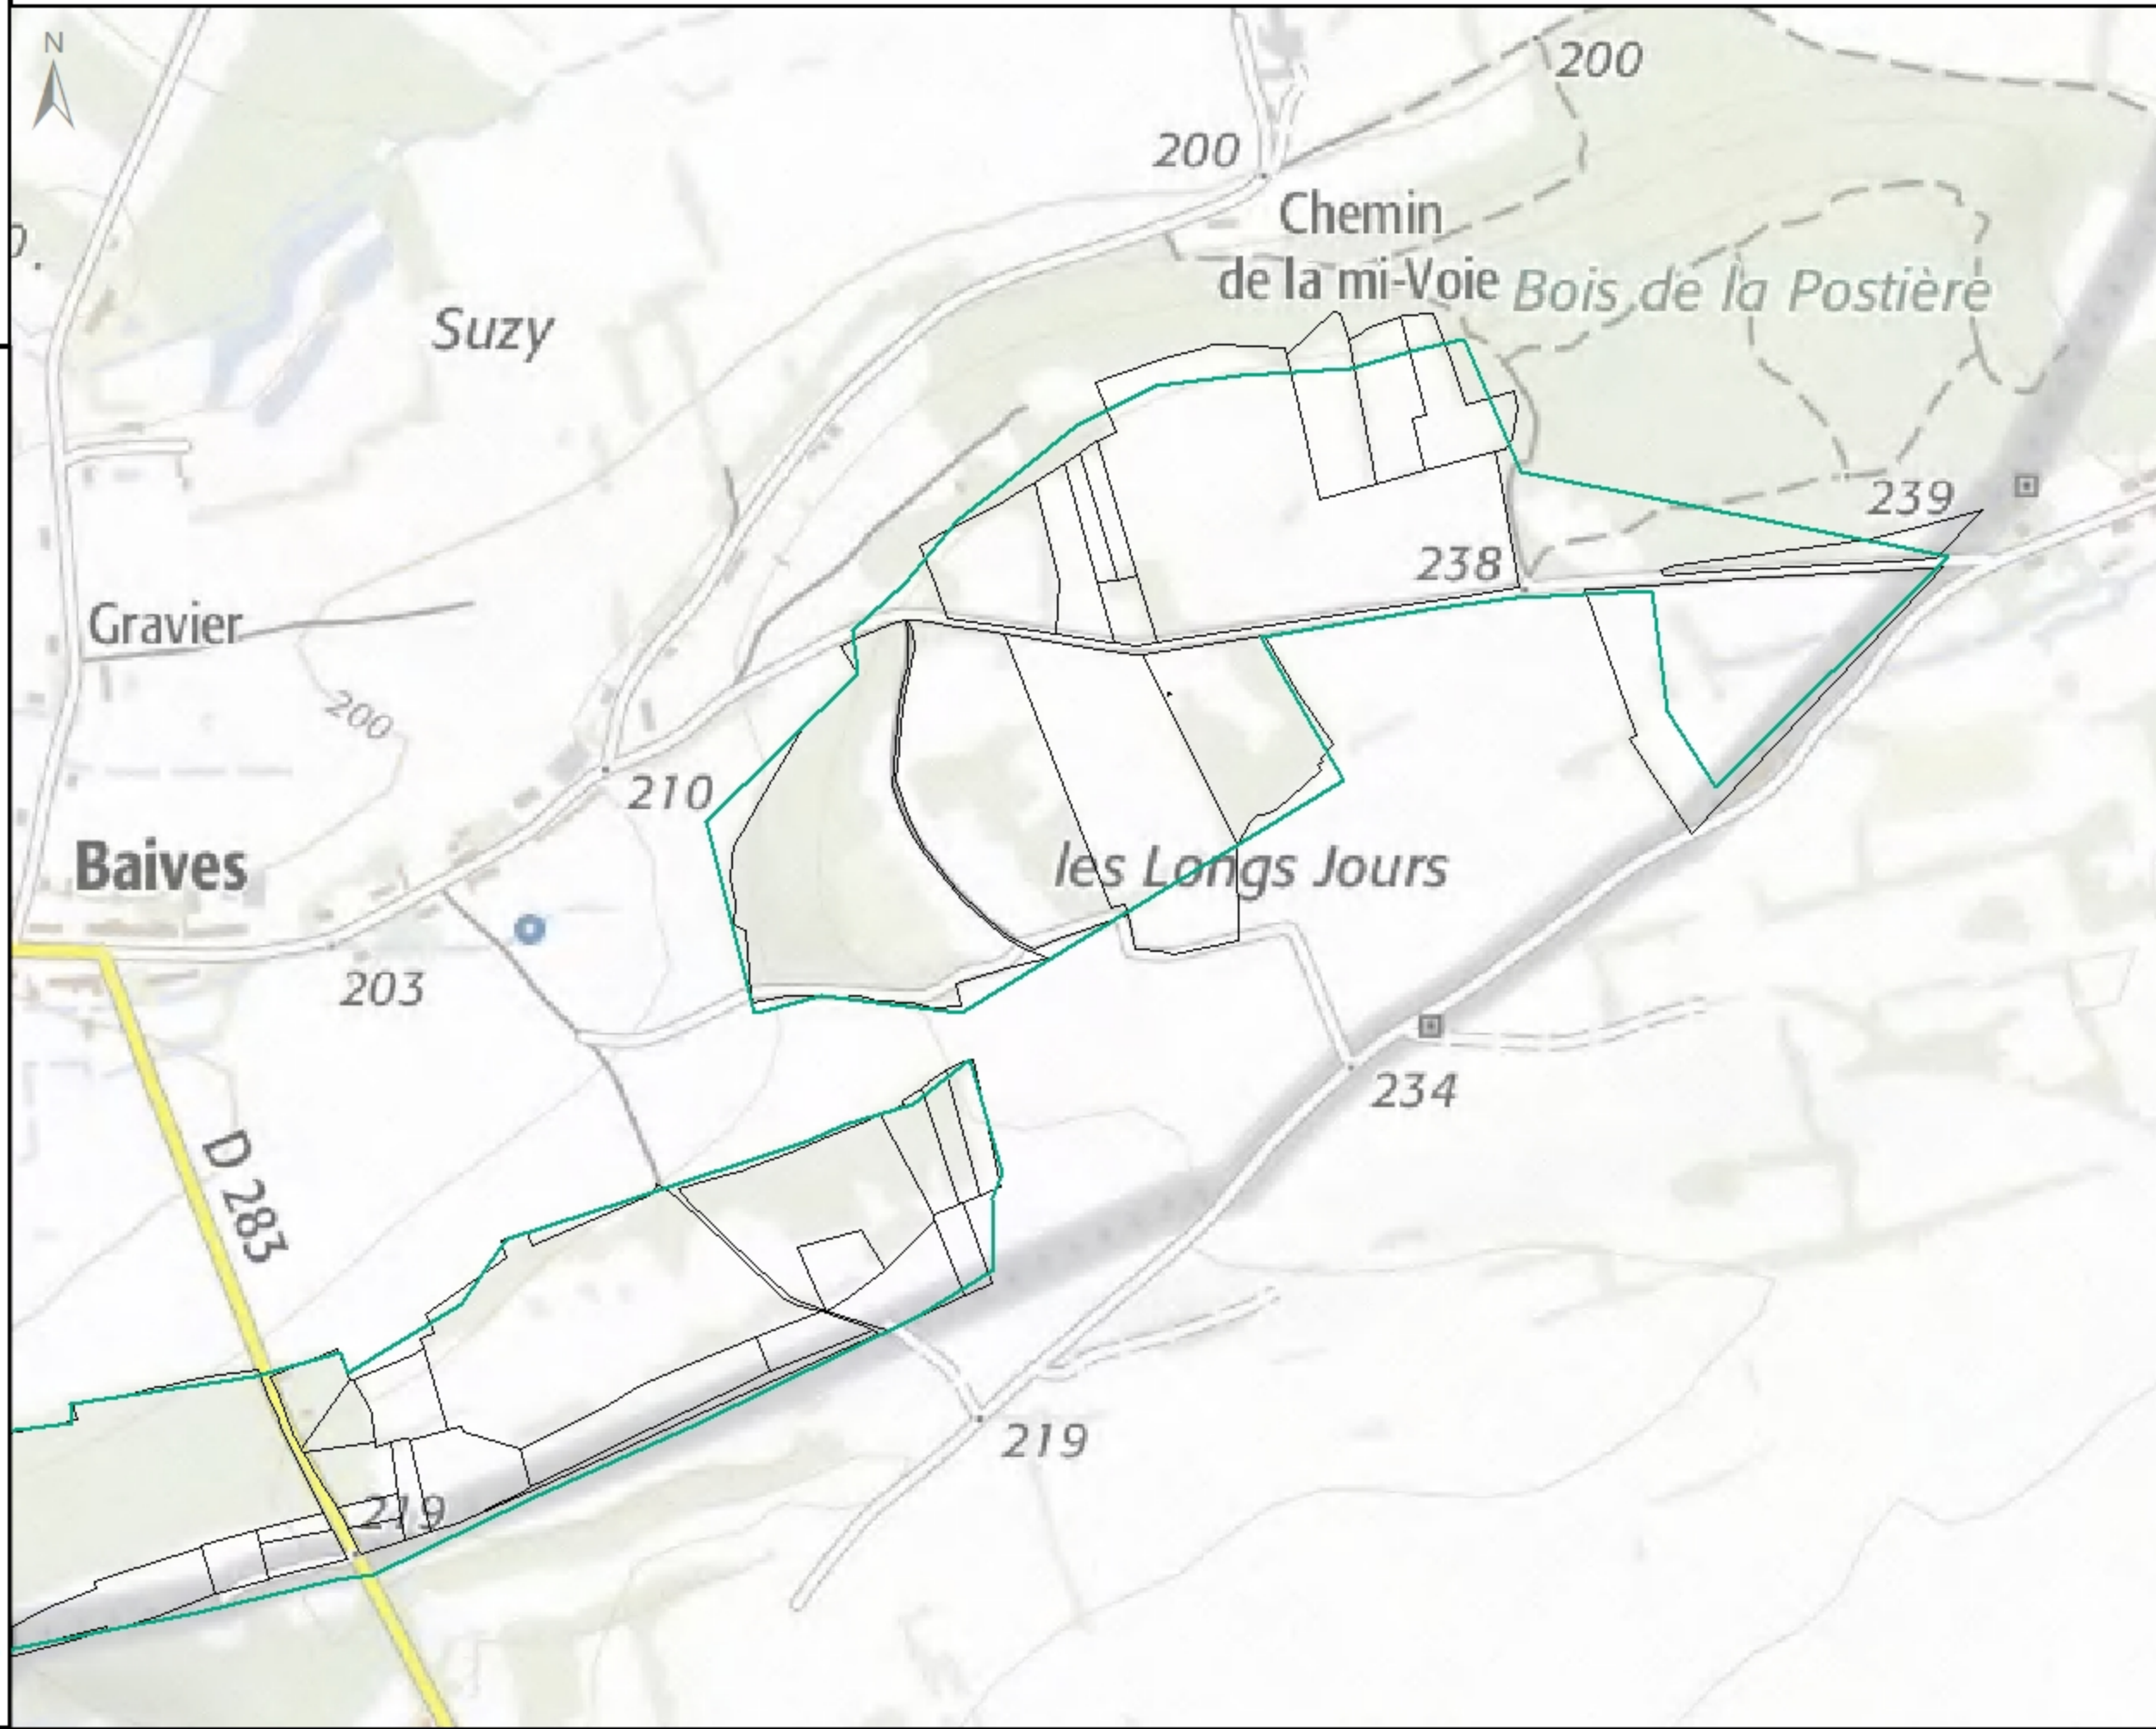 N
200
200
Chemin
de la mi-Voie
Bois de la Postière
0.
Suzy
239
238
Gravier
200
210
Baives
les Longs Jours
203
234
D 283
219
219